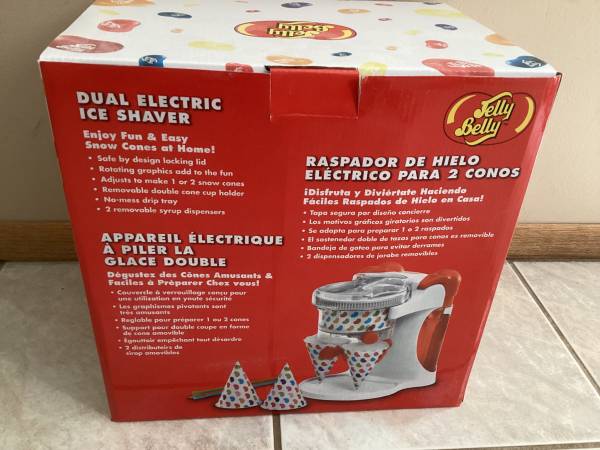 Jelly
Belly
DUAL ELECTRIC
ICE SHAVER
Enjoy Fun & Easy
Snow Cones at Home!
• Safe by design locking lid
• Rotating graphics add to the fun
• Adjusts to make 1 or 2 snow cones
• Removable double cone cup holder
• No-mess drip tray
• 2 removable syrup dispensers
APPAREIL ÉLECTRIQUE
À PILER LA
GLACE DOUBLE
Dégustez des Cônes Amusants &
Faciles à Préparer Chez vous!
• Couvercle à verrouillage conçu pour
une utilisation en youte sécurité
• Les graphismes pivotants sont
très amusants
• Reglable pour préparer 1 ou 2 cones
• Support pour double coupe en forme
de cone amovible
• Égouttoir empêchant tout désordre
• 2 distributeurs de
sirop amovibles
Jelly
Belly
RASPADOR DE HIELO
ELÉCTRICO PARA 2 CONOS
¡Disfruta y Diviértate Haciendo
Fáciles Raspados de Hielo en Casa!
• Tapa segura por diseño concierre
• Los motivos gráficos giratorios son divertidos
• Se adapta para preparar 1 o 2 raspados
• El sostenedor doble de tazas para conos es removible
• Bandeja de goteo para evitar derrames
• 2 dispensadores de jarabe removibles